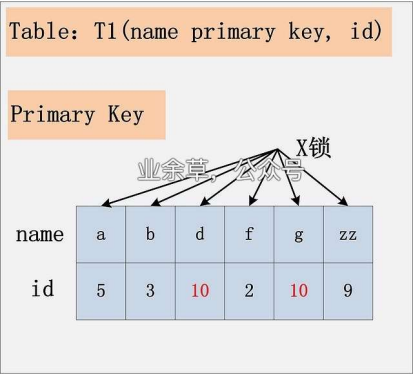 Table：T1(name primary key, id)
Primary Key
X锁
业余草，公众号
name a b d f g zz
id 5 3 10 2 10 9